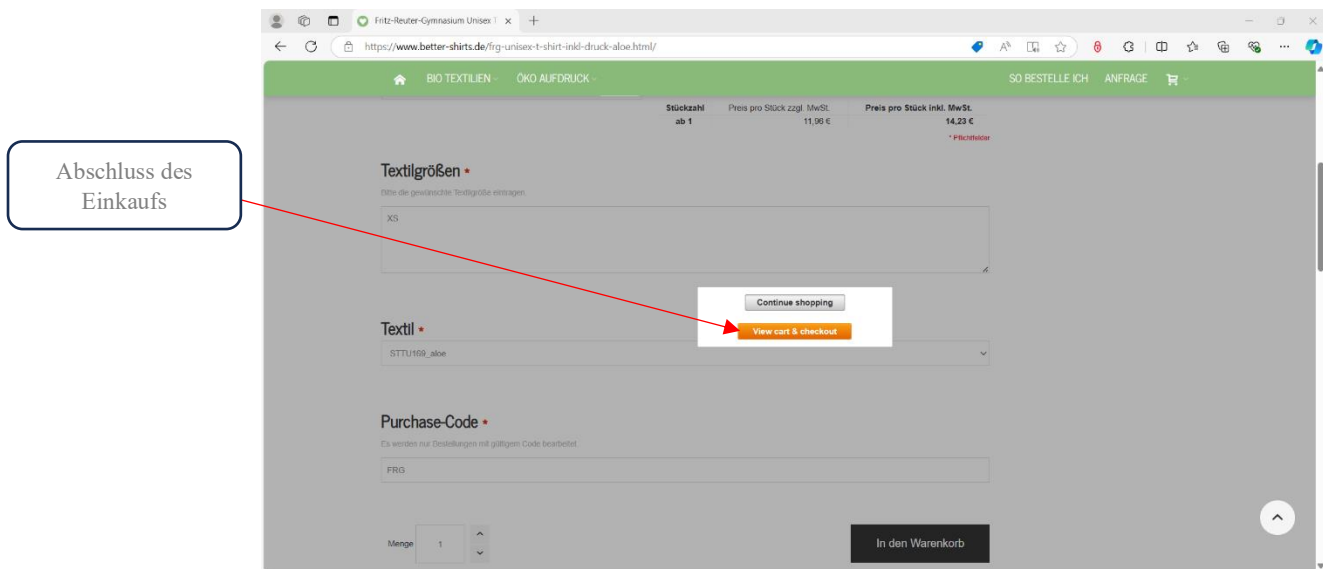 Fritz-Reuter-Gymnasium Unisex T
https://www.better-shirts.de/frg-unisex-t-shirt-inkl-druck-aloe.html/
BIO TEXTILIEN ÖKO AUFDRUCK SO BESTELLE ICH ANFRAGE
Stückzahl Preis pro Stück zzgl. MwSt. Preis pro Stück inkl. MwSt.
ab 1 11,96 € 14,23 €
* Pflichtfelder
Abschluss des
Einkaufs
Textilgrößen *
Bitte die gewünschte Textilgröße eintragen.
XS
Continue shopping
View cart & checkout
Textil *
STTU169_aloe
Purchase-Code *
Es werden nur Bestellungen mit gültigem Code bearbeitet
FRG
Menge 1 In den Warenkorb